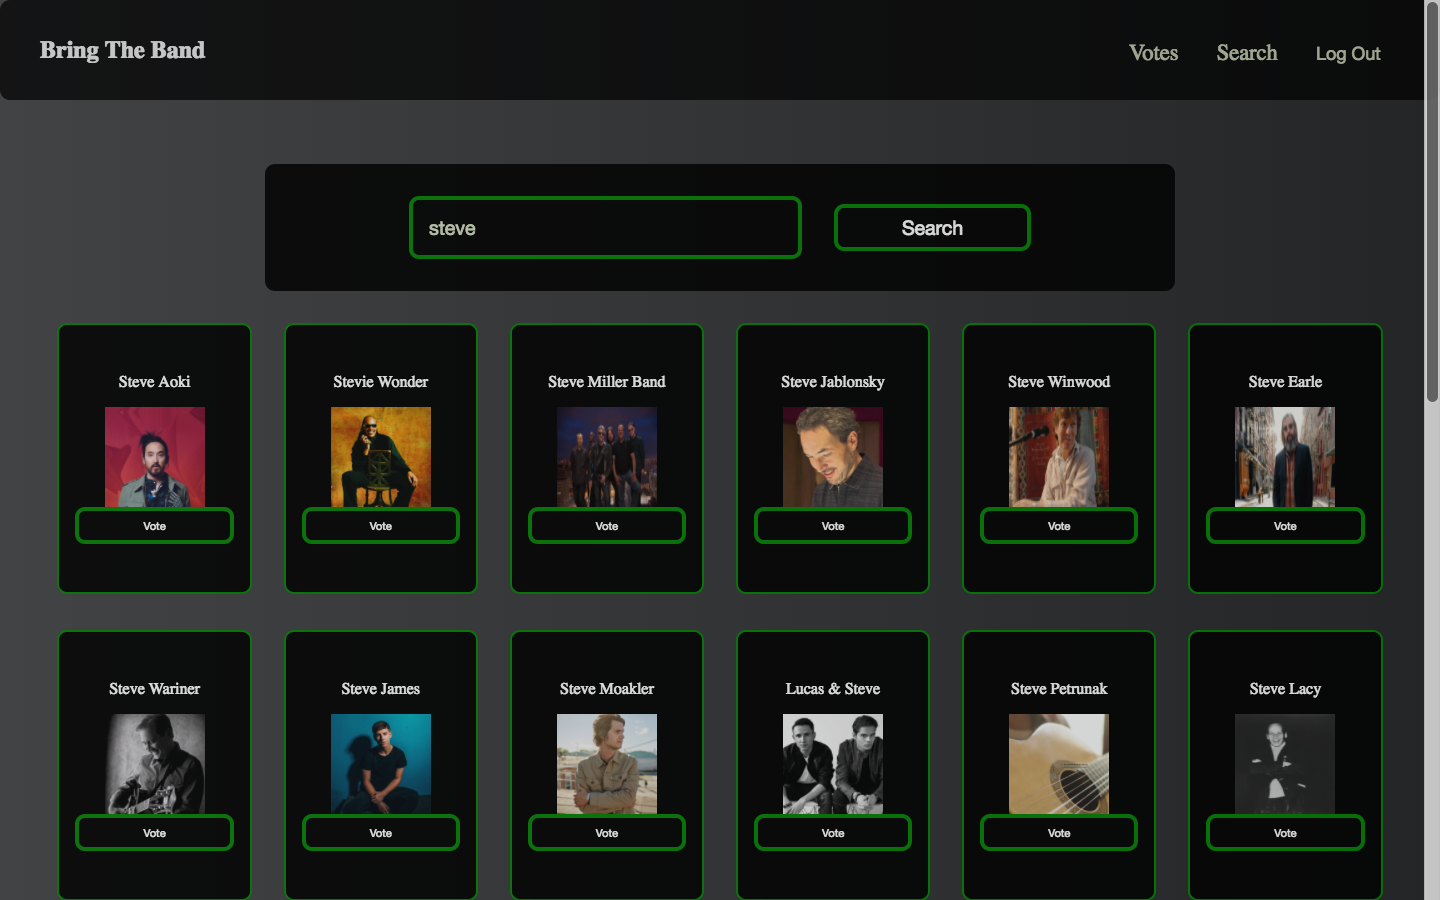 Bring The Band
Votes Search Log Out
steve Search
Steve Aoki Stevie Wonder Steve Miller Band Steve Jablonsky Steve Winwood Steve Earle
Vote Vote Vote Vote Vote Vote
Steve Wariner Steve James Steve Moakler Lucas & Steve Steve Petrunak Steve Lacy
Vote Vote Vote Vote Vote Vote